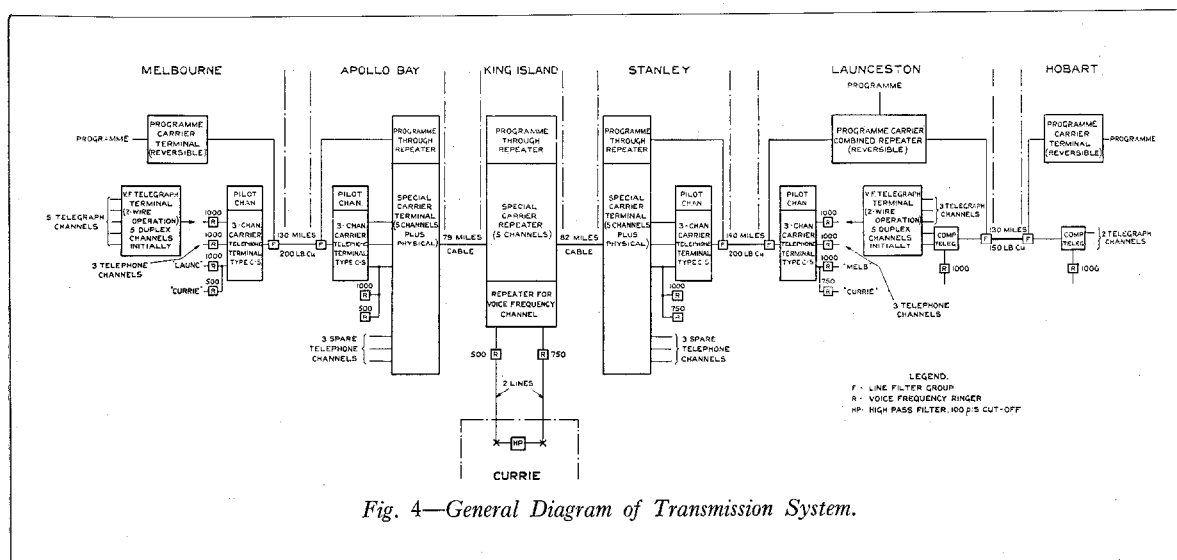 MELBOURNE
APOLLO BAY
KING ISLAND
STANLEY
LAUNCESTON
HOBART
PROGRAMME
PROGRAMME
PROGRAMME
CARRIER
TERMINAL
(REVERSIBLE)
PROGRAMME
THROUGH
REPEATER
PROGRAMME
THROUGH
REPEATER
PROGRAMME
THROUGH
REPEATER
PROGRAMME CARRIER
COMBINED REPEATER
(REVERSIBLE)
PROGRAMME
CARRIER
TERMINAL
(REVERSIBLE)
PROGRAMME
5 TELEGRAPH
CHANNELS
V.F TELEGRAPH
TERMINAL
(2-WIRE
OPERATION)
5 DUPLEX
CHANNELS
INITIALLY
3 TELEPHONE
CHANNELS
1000
R
1000
R
1000
"LAUNC"
R
500
"CURRIE"
R
PILOT
CHAN
3-CHAN.
CARRIER
TELEPHONE
TERMINAL
TYPE C-S
F
130 MILES
200 LB CU
F
PILOT
CHAN
3-CHAN.
CARRIER
TELEPHONE
TERMINAL
TYPE C-S
1000
R
500
R
3 SPARE
TELEPHONE
CHANNELS
SPECIAL
CARRIER
TERMINAL
(5 CHANNELS
PLUS
PHYSICAL)
79 MILES
CABLE
SPECIAL
CARRIER
REPEATER
(5 CHANNELS)
REPEATER FOR
VOICE FREQUENCY
CHANNEL
500
R
R
750
2 LINES
HP
CURRIE
82 MILES
CABLE
SPECIAL
CARRIER
TERMINAL
(5 CHANNELS
PLUS
PHYSICAL)
1000
R
750
R
3 SPARE
TELEPHONE
CHANNELS
PILOT
CHAN
3-CHAN.
CARRIER
TELEPHONE
TERMINAL
TYPE C-S
F
140 MILES
200 LB CU
F
PILOT
CHAN
3-CHAN.
CARRIER
TELEPHONE
TERMINAL
TYPE C-S
1000
R
1000
R
1000
R
"MELB"
750
R
"CURRIE"
V.F TELEGRAPH
TERMINAL
(2-WIRE
OPERATION)
5 DUPLEX
CHANNELS
INITIALLY
3 TELEPHONE
CHANNELS
3 TELEGRAPH
CHANNELS
COMP
TELEG
R
1000
F
130 MILES
150 LB CU
F
COMP
TELEG
2 TELEGRAPH
CHANNELS
R
1000
LEGEND.
F - LINE FILTER GROUP
R - VOICE FREQUENCY RINGER
HP- HIGH PASS FILTER, 100 p:s CUT-OFF
Fig. 4—General Diagram of Transmission System.